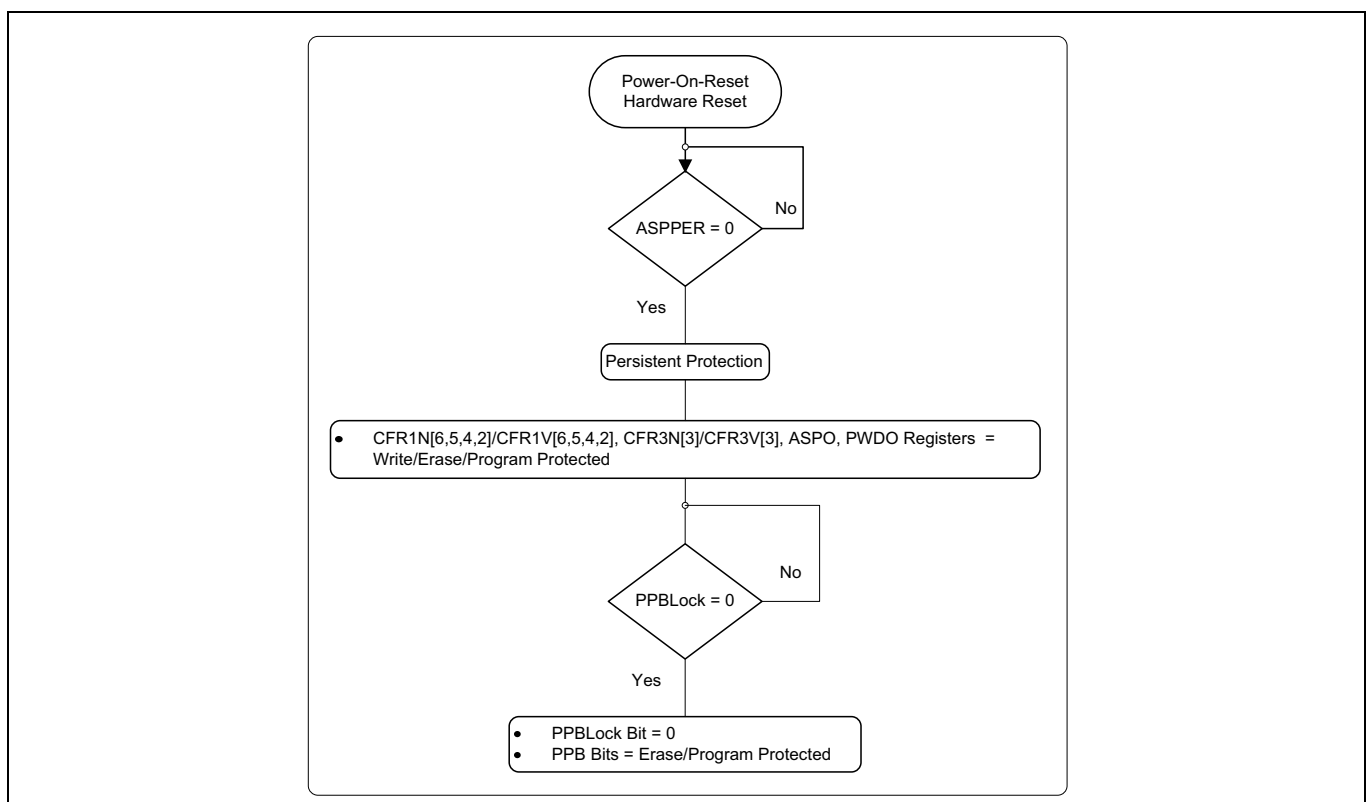 Power-On-Reset
Hardware Reset
No
ASPPER = 0
Yes
Persistent Protection
• CFR1N[6,5,4,2]/CFR1V[6,5,4,2], CFR3N[3]/CFR3V[3], ASPO, PWDO Registers =
Write/Erase/Program Protected
No
PPBLock = 0
Yes
• PPBLock Bit = 0
• PPB Bits = Erase/Program Protected